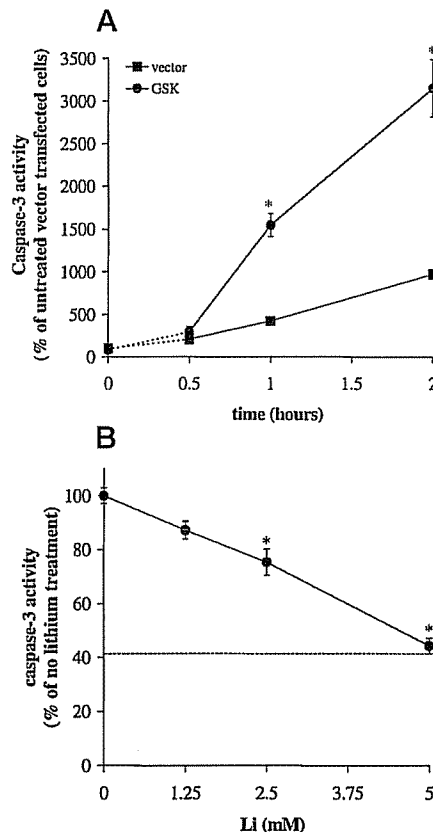 A
vector
GSK
Caspase-3 activity
(% of untreated vector transfected cells)
3500
3000
2500
2000
1500
1000
500
0
*
*
0
0.5
1
1.5
2
time (hours)
B
caspase-3 activity
(% of no lithium treatment)
100
80
60
40
20
0
*
*
0
1.25
2.5
3.75
5
Li (mM)